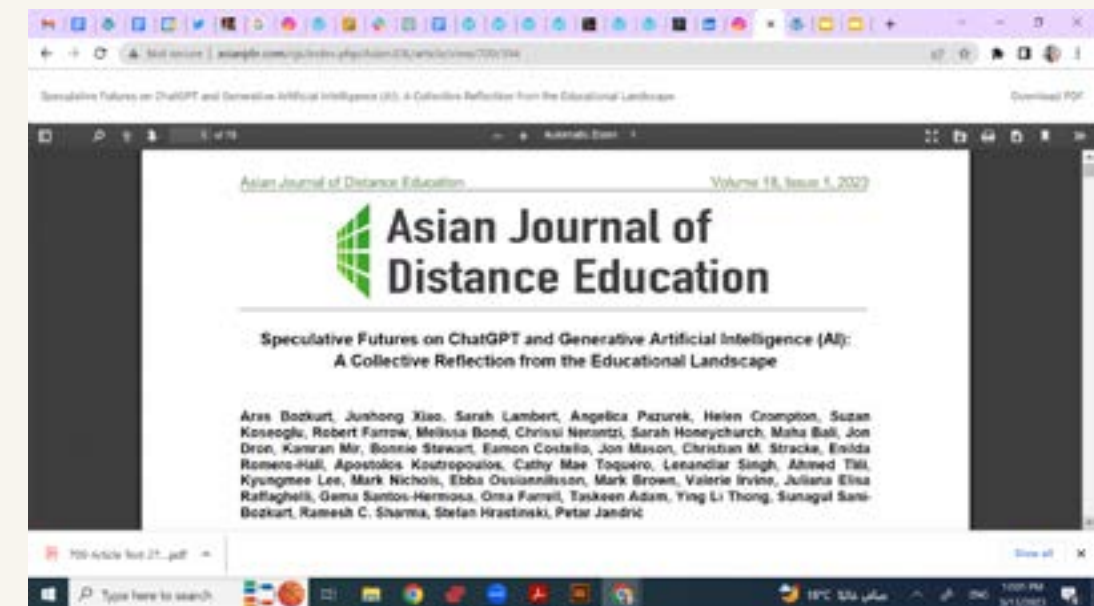 Not secure
Speculative Futures on ChatGPT and Generative Artificial Intelligence (AI): A Collective Reflection from the Educational Landscape
Download PDF
Automatic Zoom
Asian Journal of Distance Education
Volume 18, Issue 1, 2023
Asian Journal of
Distance Education
Speculative Futures on ChatGPT and Generative Artificial Intelligence (AI):
A Collective Reflection from the Educational Landscape
Aras Bozkurt, Junhong Xiao, Sarah Lambert, Angelica Pazurek, Helen Crompton, Suzan
Koseoglu, Robert Farrow, Melissa Bond, Chrissi Nerantzi, Sarah Honeychurch, Maha Bali, Jon
Dron, Kamran Mir, Bonnie Stewart, Eamon Costello, Jon Mason, Christian M. Stracke, Enilda
Romero-Hall, Apostolos Koutropoulos, Cathy Mae Toquero, Lenandlar Singh, Ahmed Tlili,
Kyungmee Lee, Mark Nichols, Ebba Ossiannilsson, Mark Brown, Valerie Irvine, Juliana Elisa
Raffaghelli, Gema Santos-Hermosa, Orna Farrell, Taskeen Adam, Ying Li Thong, Sunagul Sani-
Bozkurt, Ramesh C. Sharma, Stefan Hrastinski, Petar Jandrić
Show all
Type here to search